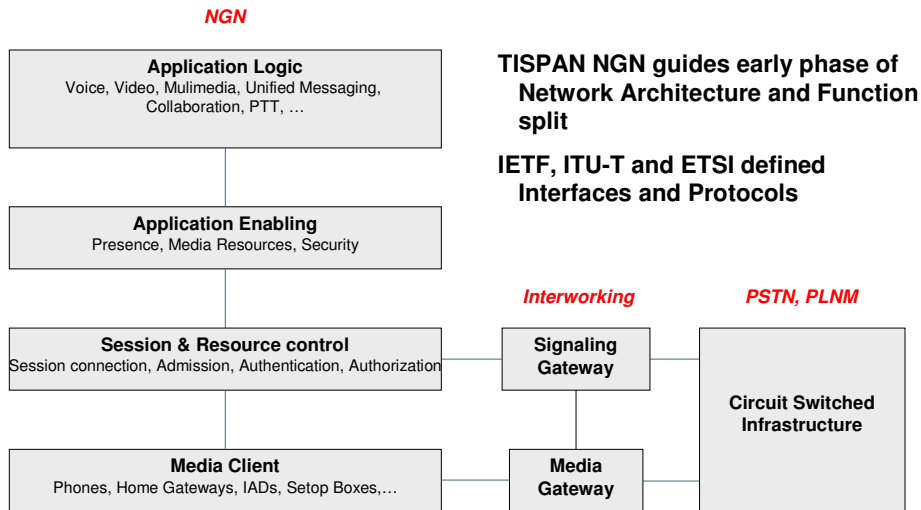 NGN
Application Logic
Voice, Video, Mulimedia, Unified Messaging,
Collaboration, PTT, …
TISPAN NGN guides early phase of
Network Architecture and Function
split
IETF, ITU-T and ETSI defined
Interfaces and Protocols
Application Enabling
Presence, Media Resources, Security
Interworking
PSTN, PLNM
Session & Resource control
Session connection, Admission, Authentication, Authorization
Signaling
Gateway
Circuit Switched
Infrastructure
Media Client
Phones, Home Gateways, IADs, Setop Boxes,…
Media
Gateway